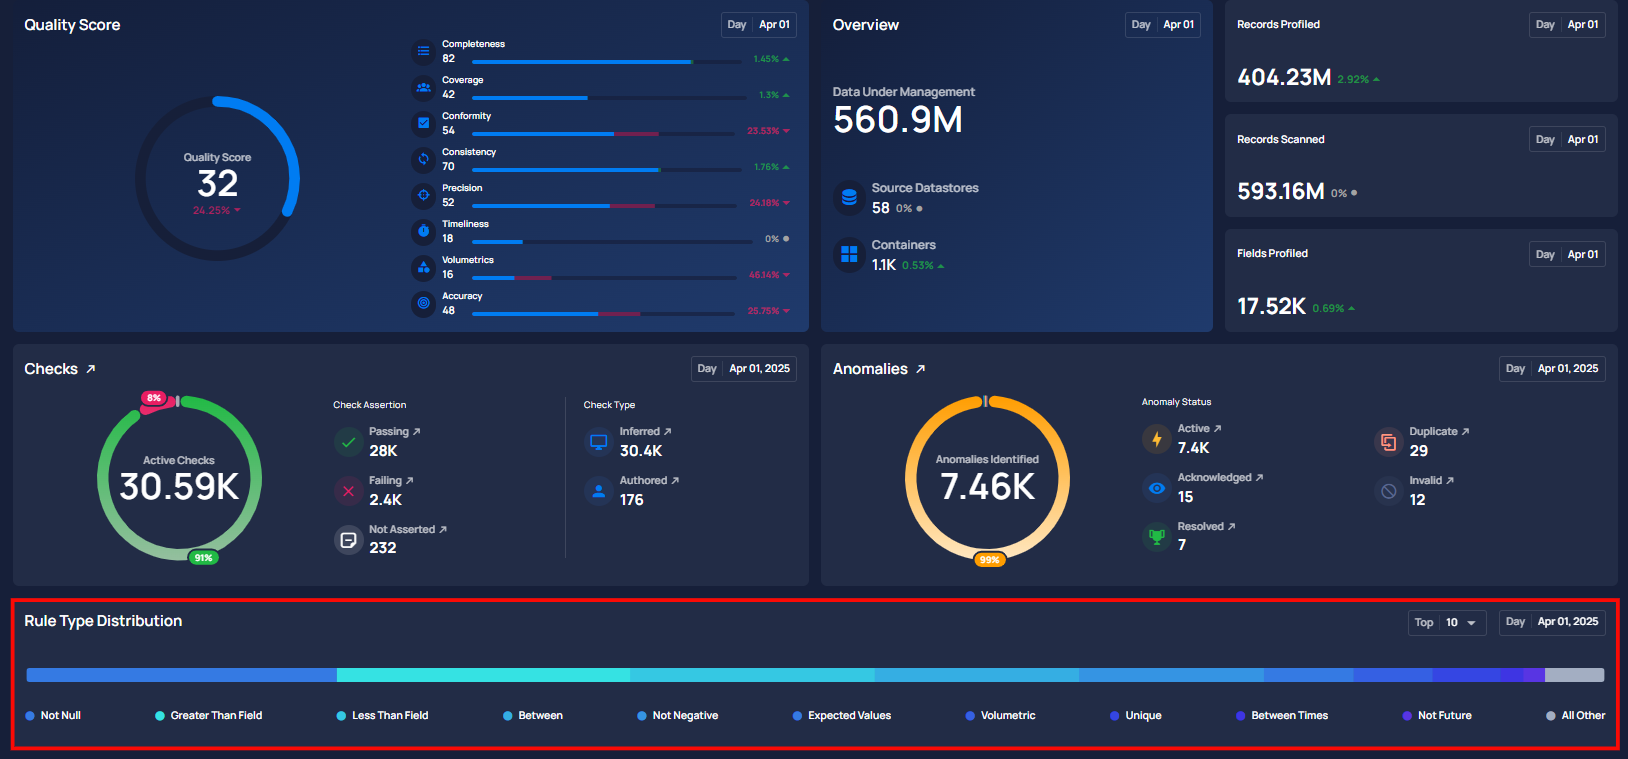 Quality Score
Day Apr 01
Quality Score
32
24.25%
Completeness
82
1.45%
Coverage
42
1.3%
Conformity
54
23.53%
Consistency
70
1.76%
Precision
52
24.18%
Timeliness
18
0%
Volumetrics
16
46.14%
Accuracy
48
25.75%
Overview
Day Apr 01
Data Under Management
560.9M
Source Datastores
58 0%
Containers
1.1K 0.53%
Records Profiled
Day Apr 01
404.23M 2.92%
Records Scanned
Day Apr 01
593.16M 0%
Fields Profiled
Day Apr 01
17.52K 0.69%
Checks
Day Apr 01, 2025
8%
Active Checks
30.59K
91%
Check Assertion
Passing
28K
Failing
2.4K
Not Asserted
232
Check Type
Inferred
30.4K
Authored
176
Anomalies
Day Apr 01, 2025
Anomalies Identified
7.46K
99%
Anomaly Status
Active
7.4K
Acknowledged
15
Resolved
7
Duplicate
29
Invalid
12
Rule Type Distribution
Top 10
Day Apr 01, 2025
Not Null
Greater Than Field
Less Than Field
Between
Not Negative
Expected Values
Volumetric
Unique
Between Times
Not Future
All Other